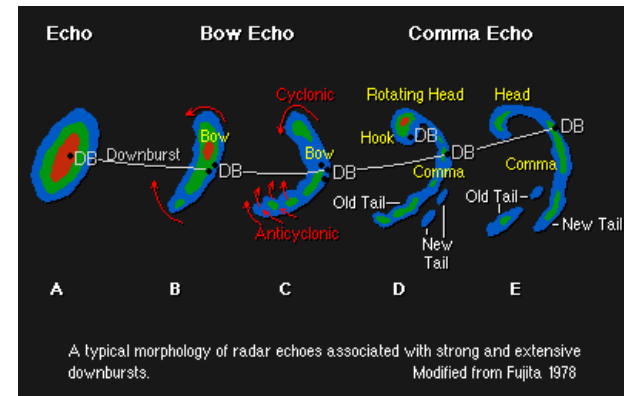 Echo
Bow Echo
Comma Echo
Cyclonic
Rotating Head
Head
Bow
Hook
DB
DB
DB Downburst
DB
Bow
DB
DB
Comma
Comma
Old Tail
Old Tail
New Tail
Anticyclonic
New
Tail
A
B
C
D
E
A typical morphology of radar echoes associated with strong and extensive
downbursts.
Modified from Fujita 1978